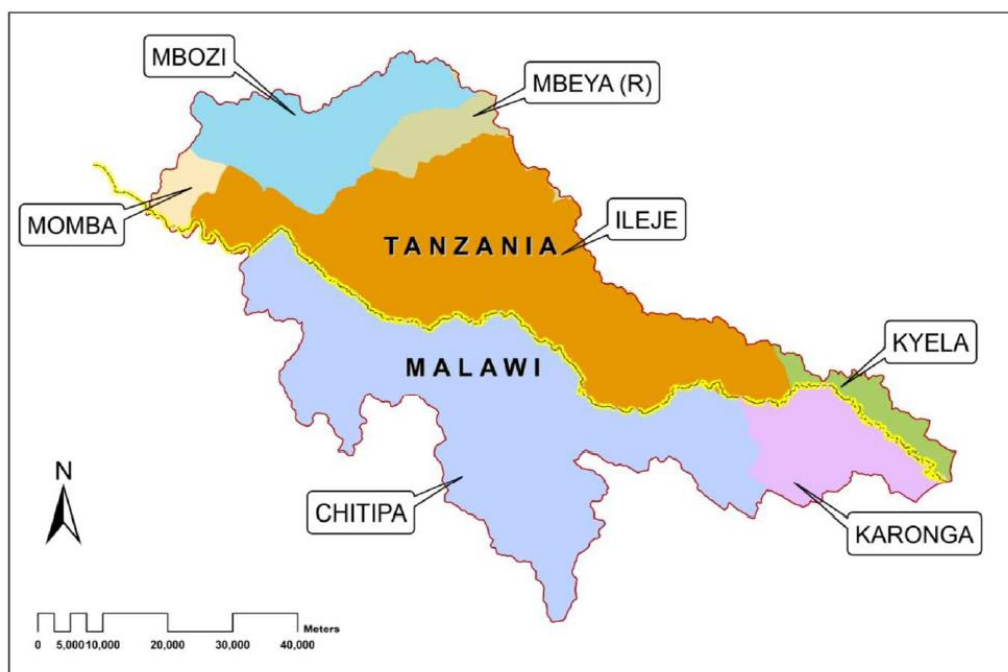 MBOZI
MBEYA (R)
MOMBA
ILEJE
TANZANIA
KYELA
MALAWI
N
CHITIPA
KARONGA
Meters
0 5,000 10,000 20,000 30,000 40,000